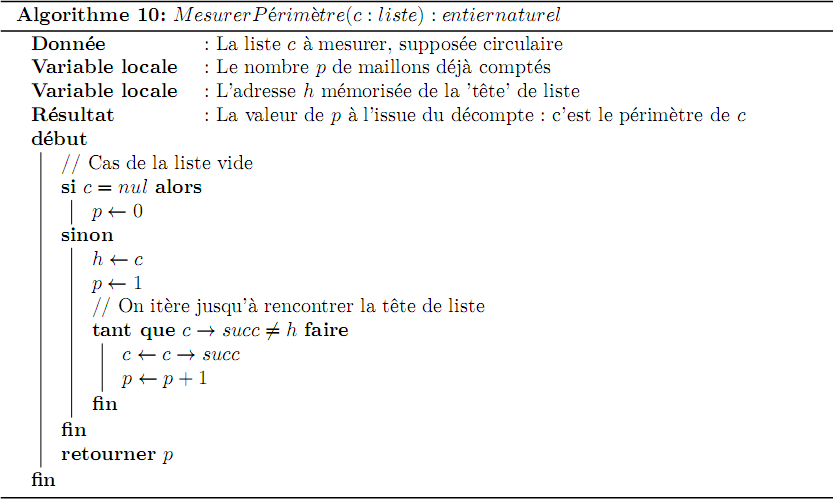 Algorithme 10: MesurerPérimètre(c : liste) : entiernaturel
Donnée : La liste c à mesurer, supposée circulaire
Variable locale : Le nombre p de maillons déjà comptés
Variable locale : L'adresse h mémorisée de la 'tête' de liste
Résultat : La valeur de p à l'issue du décompte : c'est le périmètre de c
début
// Cas de la liste vide
si c = nul alors
p ← 0
sinon
h ← c
p ← 1
// On itère jusqu'à rencontrer la tête de liste
tant que c → succ ≠ h faire
c ← c → succ
p ← p + 1
fin
fin
retourner p
fin